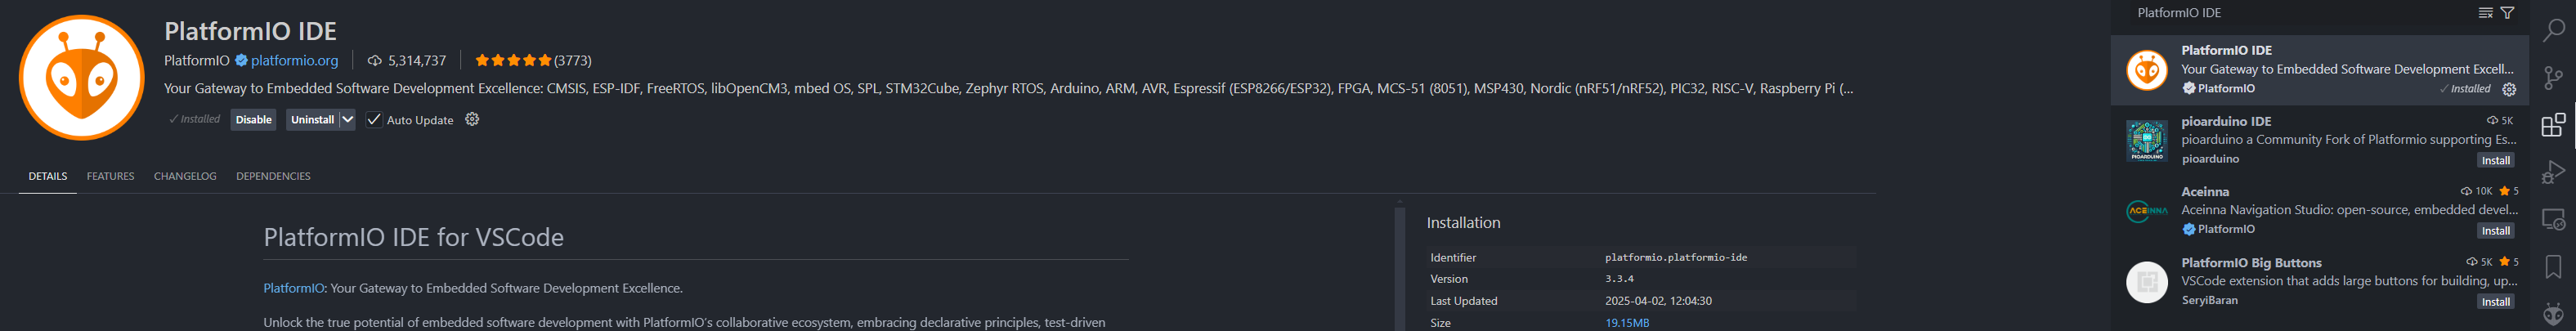 PlatformIO IDE
PlatformIO platformio.org 5,314,737 (3773)
Your Gateway to Embedded Software Development Excellence: CMSIS, ESP-IDF, FreeRTOS, libOpenCM3, mbed OS, SPL, STM32Cube, Zephyr RTOS, Arduino, ARM, AVR, Espressif (ESP8266/ESP32), FPGA, MCS-51 (8051), MSP430, Nordic (nRF51/nRF52), PIC32, RISC-V, Raspberry Pi (...
✓ Installed Disable Uninstall Auto Update
DETAILS FEATURES CHANGELOG DEPENDENCIES
PlatformIO IDE for VSCode
PlatformIO: Your Gateway to Embedded Software Development Excellence.
Unlock the true potential of embedded software development with PlatformIO's collaborative ecosystem, embracing declarative principles, test-driven
Installation
Identifier platformio.platformio-ide
Version 3.3.4
Last Updated 2025-04-02, 12:04:30
Size 19.15MB
PlatformIO IDE
PlatformIO IDE
Your Gateway to Embedded Software Development Excell...
PlatformIO ✓ Installed
pioarduino IDE 5K
pioarduino a Community Fork of Platformio supporting Es...
PIOARDUINO
pioarduino Install
Aceinna 10K 5
ACEINNA
Aceinna Navigation Studio: open-source, embedded devel...
PlatformIO Install
PlatformIO Big Buttons 5K 5
VSCode extension that adds large buttons for building, up...
SeryiBaran Install